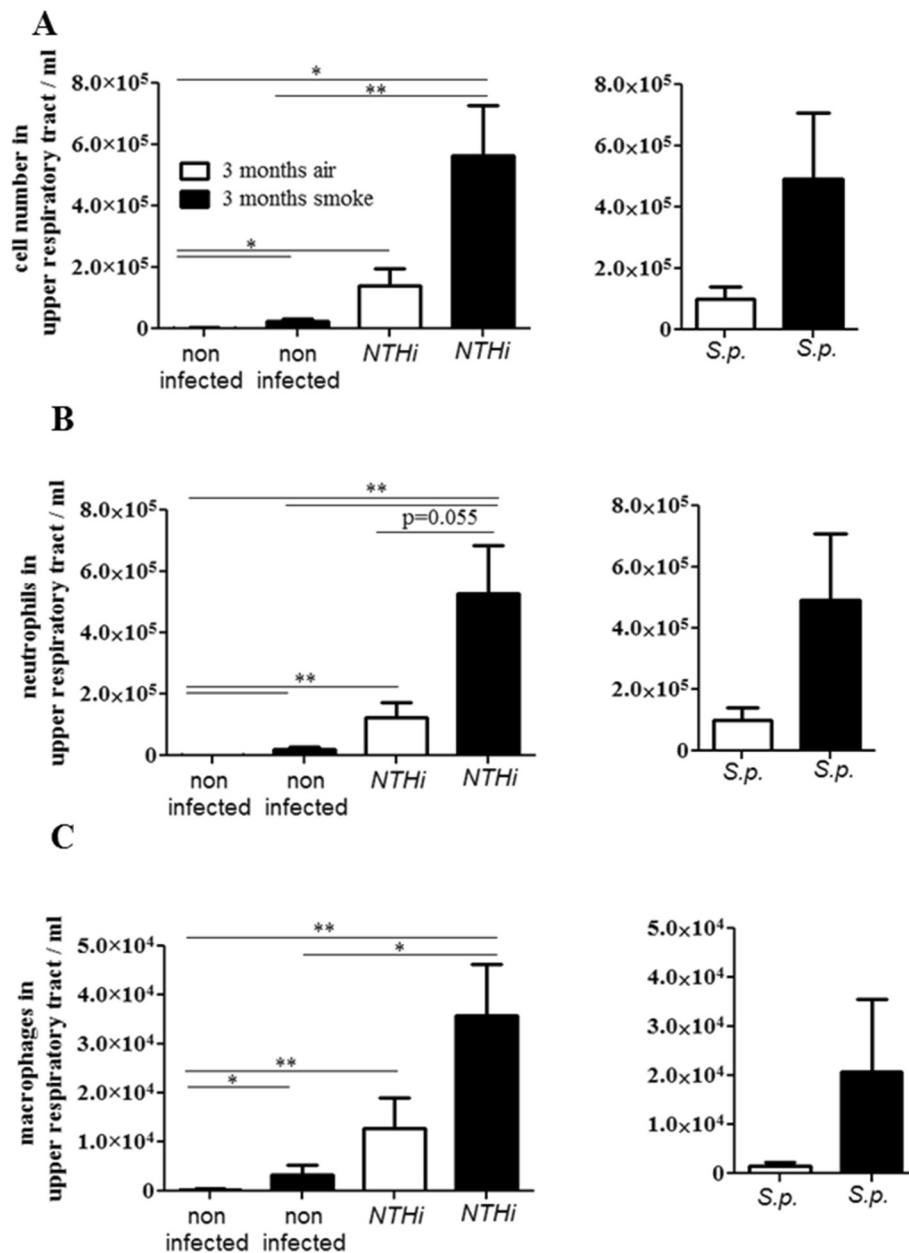 A
cell number in
upper respiratory tract / ml
8.0×10⁵
6.0×10⁵
4.0×10⁵
2.0×10⁵
0
*
**
3 months air
3 months smoke
*
non
infected
non
infected
NTHi
NTHi
8.0×10⁵
6.0×10⁵
4.0×10⁵
2.0×10⁵
0
S.p.
S.p.
B
neutrophils in
upper respiratory tract / ml
8.0×10⁵
6.0×10⁵
4.0×10⁵
2.0×10⁵
0
**
p=0.055
**
non
infected
non
infected
NTHi
NTHi
8.0×10⁵
6.0×10⁵
4.0×10⁵
2.0×10⁵
0
S.p.
S.p.
C
macrophages in
upper respiratory tract / ml
5.0×10⁴
4.0×10⁴
3.0×10⁴
2.0×10⁴
1.0×10⁴
0
**
*
**
*
non
infected
non
infected
NTHi
NTHi
5.0×10⁴
4.0×10⁴
3.0×10⁴
2.0×10⁴
1.0×10⁴
0
S.p.
S.p.